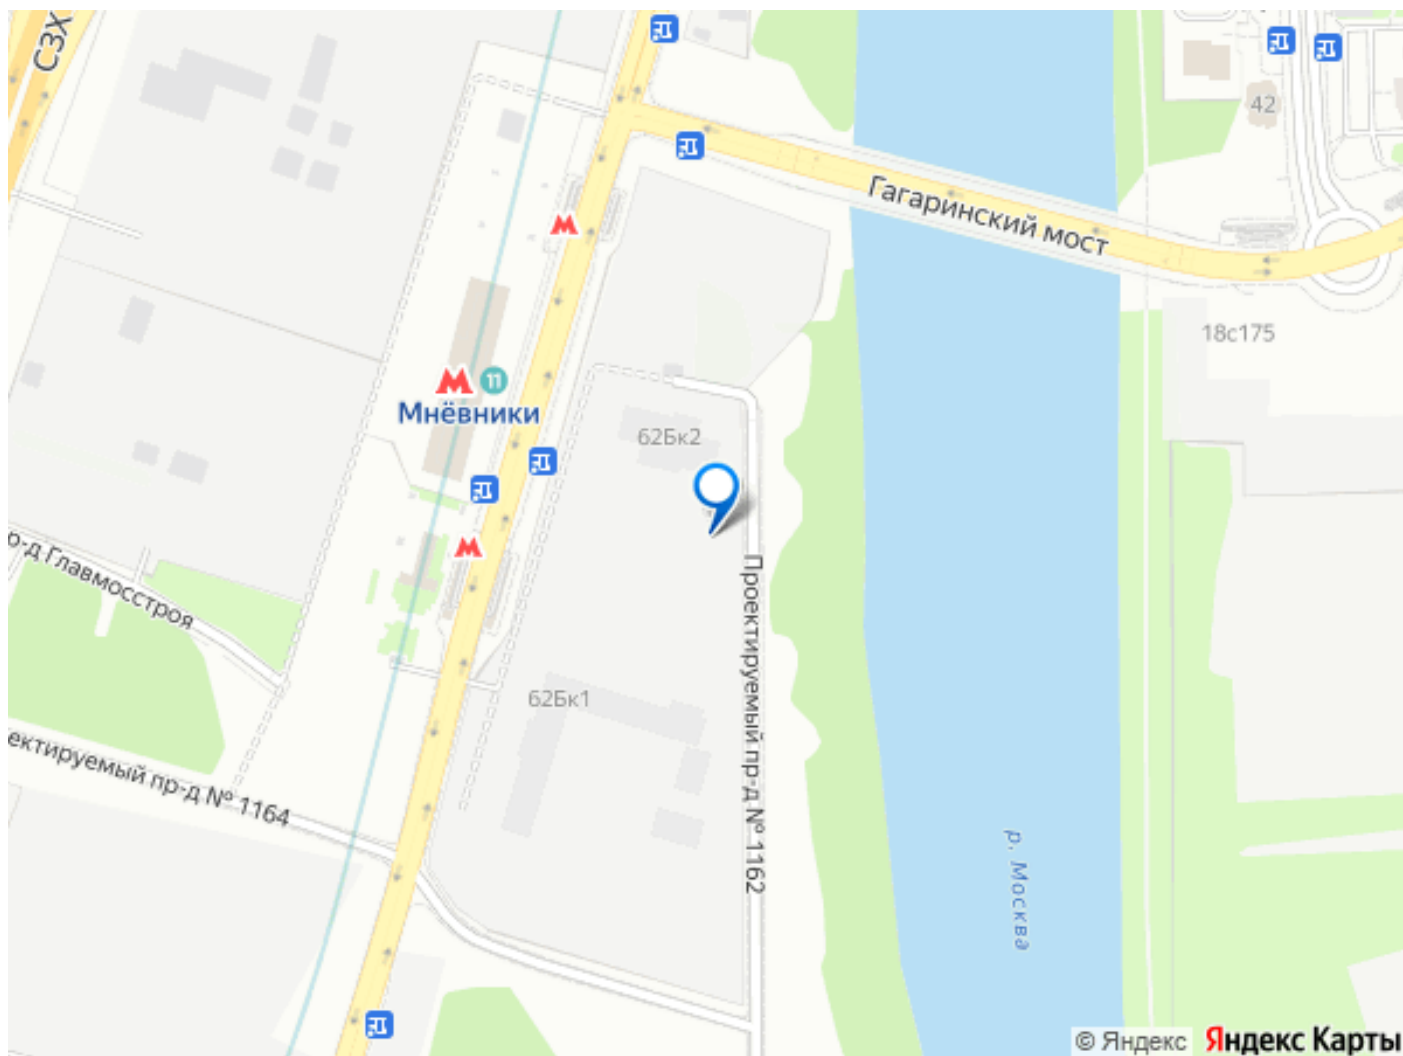 СЗХ
42
Гагаринский мост
18с175
11
Мнёвники
62Бк2
р-д Главмосстроя
Проектируемый пр-д № 1162
62Бк1
ектируемый пр-д № 1164
р. Москва
© Яндекс Яндекс Карты